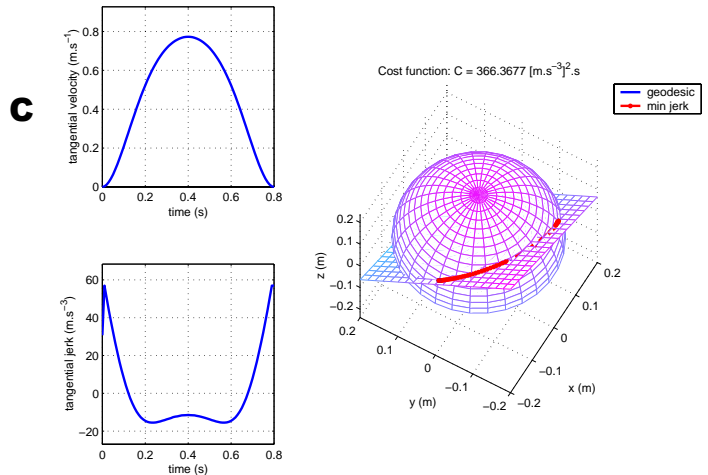 C
tangential velocity (m.s−1)
0.8
0.6
0.4
0.2
0
0 0.2 0.4 0.6 0.8
time (s)
tangential jerk (m.s−3)
60
40
20
0
−20
0 0.2 0.4 0.6 0.8
time (s)
Cost function: C = 366.3677 [m.s−3]2.s
geodesic
min jerk
z (m)
0.2
0.1
0
−0.1
−0.2
0.2
0.1
0
−0.1
−0.2
y (m)
−0.2
−0.1
0
0.1
0.2
x (m)